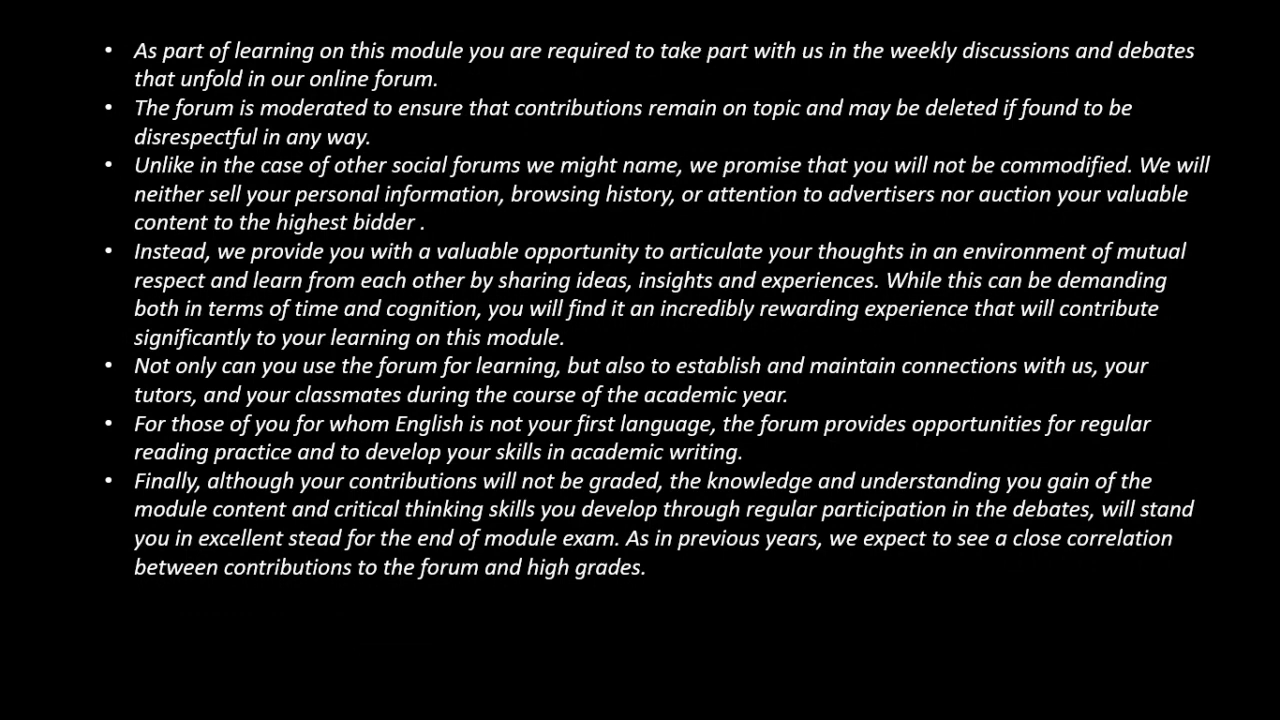 • As part of learning on this module you are required to take part with us in the weekly discussions and debates
that unfold in our online forum.
• The forum is moderated to ensure that contributions remain on topic and may be deleted if found to be
disrespectful in any way.
• Unlike in the case of other social forums we might name, we promise that you will not be commodified. We will
neither sell your personal information, browsing history, or attention to advertisers nor auction your valuable
content to the highest bidder .
• Instead, we provide you with a valuable opportunity to articulate your thoughts in an environment of mutual
respect and learn from each other by sharing ideas, insights and experiences. While this can be demanding
both in terms of time and cognition, you will find it an incredibly rewarding experience that will contribute
significantly to your learning on this module.
• Not only can you use the forum for learning, but also to establish and maintain connections with us, your
tutors, and your classmates during the course of the academic year.
• For those of you for whom English is not your first language, the forum provides opportunities for regular
reading practice and to develop your skills in academic writing.
• Finally, although your contributions will not be graded, the knowledge and understanding you gain of the
module content and critical thinking skills you develop through regular participation in the debates, will stand
you in excellent stead for the end of module exam. As in previous years, we expect to see a close correlation
between contributions to the forum and high grades.